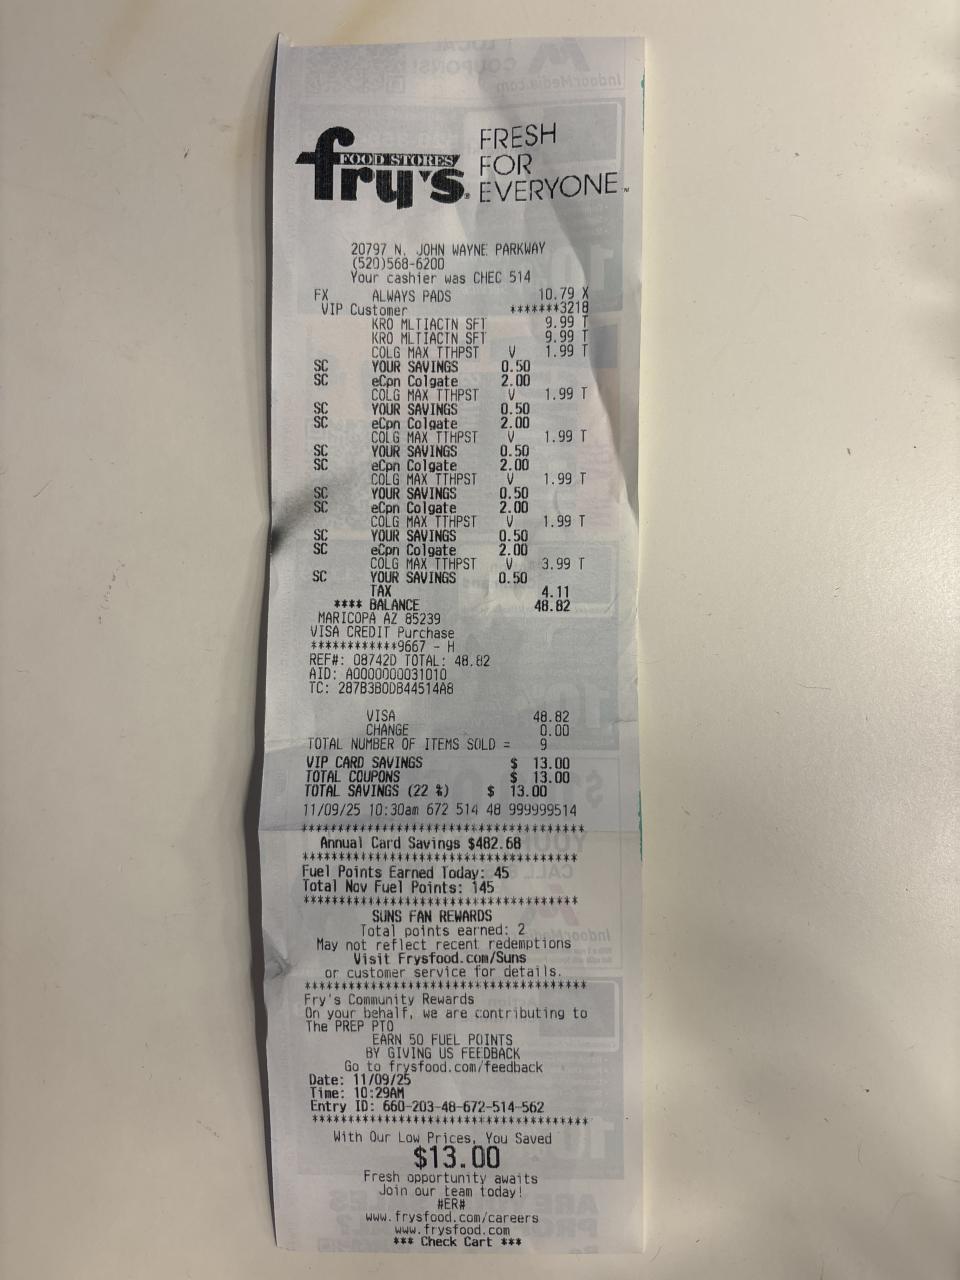 FOOD STORES
fry's
FRESH
FOR
EVERYONE
20797 N. JOHN WAYNE PARKWAY
(520)568-6200
Your cashier was CHEC 514
FX ALWAYS PADS 10.79 X
VIP Customer *******3218
KRO MLTIACTN SFT 9.99 T
KRO MLTIACTN SFT 9.99 T
COLG MAX TTHPST V 1.99 T
SC YOUR SAVINGS 0.50
SC eCpn Colgate 2.00
COLG MAX TTHPST V 1.99 T
SC YOUR SAVINGS 0.50
SC eCpn Colgate 2.00
COLG MAX TTHPST V 1.99 T
SC YOUR SAVINGS 0.50
SC eCpn Colgate 2.00
COLG MAX TTHPST V 1.99 T
SC YOUR SAVINGS 0.50
SC eCpn Colgate 2.00
COLG MAX TTHPST V 1.99 T
SC YOUR SAVINGS 0.50
SC eCpn Colgate 2.00
COLG MAX TTHPST V 3.99 T
SC YOUR SAVINGS 0.50
TAX 4.11
**** BALANCE 48.82
MARICOPA AZ 85239
VISA CREDIT Purchase
************9667 - H
REF#: 08742D TOTAL: 48.82
AID: A0000000031010
TC: 287B3B0DB44514A8
VISA 48.82
CHANGE 0.00
TOTAL NUMBER OF ITEMS SOLD = 9
VIP CARD SAVINGS $ 13.00
TOTAL COUPONS $ 13.00
TOTAL SAVINGS (22 %) $ 13.00
11/09/25 10:30am 672 514 48 999999514
************************************
Annual Card Savings $482.68
***********************************
Fuel Points Earned Today: 45
Total Nov Fuel Points: 145
***********************************
SUNS FAN REWARDS
Total points earned: 2
May not reflect recent redemptions
Visit Frysfood.com/Suns
or customer service for details.
************************************
Fry's Community Rewards
On your behalf, we are contributing to
The PREP PTO
EARN 50 FUEL POINTS
BY GIVING US FEEDBACK
Go to frysfood.com/feedback
Date: 11/09/25
Time: 10:29AM
Entry ID: 660-203-48-672-514-562
***********************************
With Our Low Prices, You Saved
$13.00
Fresh opportunity awaits
Join our team today!
#ER#
www.frysfood.com/careers
www.frysfood.com
*** Check Cart ***